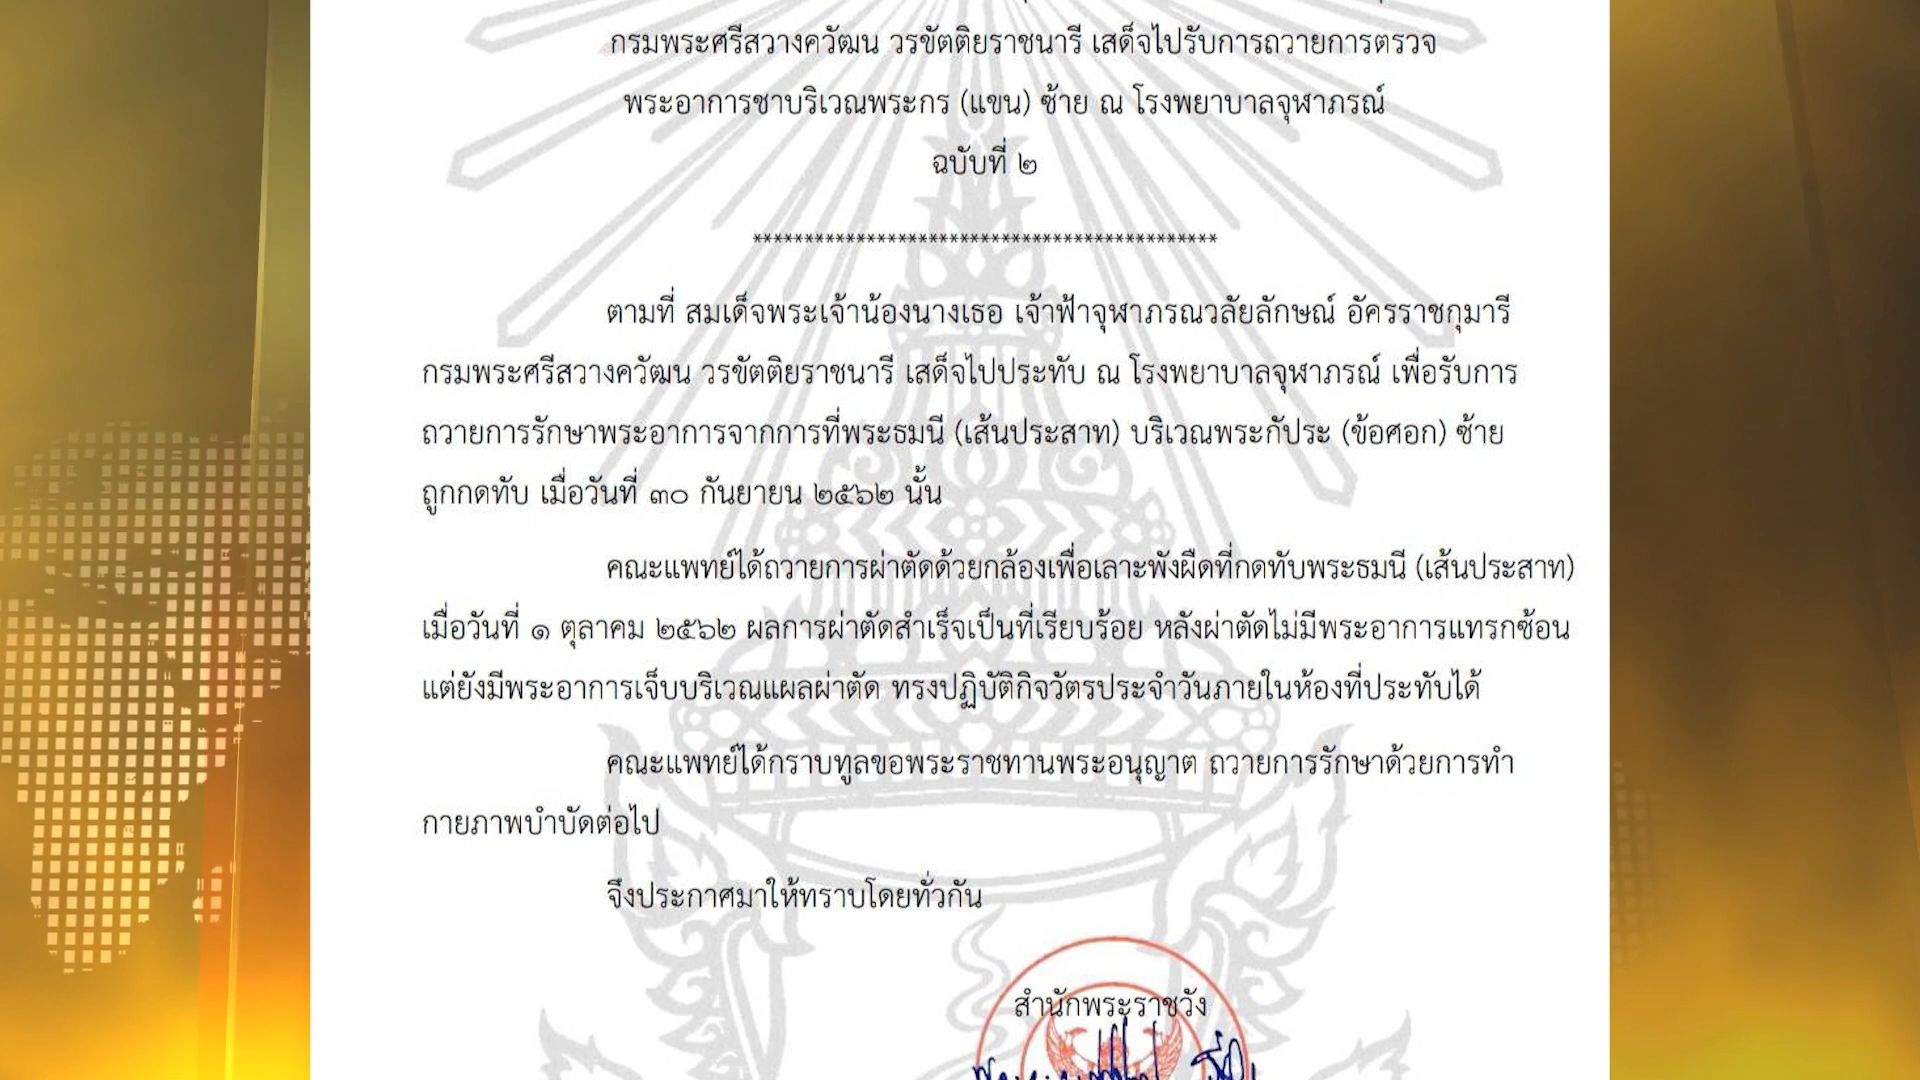 กรมพระศรีสวางควัฒน วรขัตติยราชนารี เสด็จไปรับการถวายการตรวจ
พระอาการชาบริเวณพระกร (แขน) ซ้าย ณ โรงพยาบาลจุฬาภรณ์
ฉบับที่ ๒
*********************************************
ตามที่ สมเด็จพระเจ้าน้องนางเธอ เจ้าฟ้าจุฬาภรณวลัยลักษณ์ อัครราชกุมารี
กรมพระศรีสวางควัฒน วรขัตติยราชนารี เสด็จไปประทับ ณ โรงพยาบาลจุฬาภรณ์ เพื่อรับการ
ถวายการรักษาพระอาการจากการที่พระธมนี (เส้นประสาท) บริเวณพระกัประ (ข้อศอก) ซ้าย
ถูกกดทับ เมื่อวันที่ ๓๐ กันยายน ๒๕๖๒ นั้น
คณะแพทย์ได้ถวายการผ่าตัดด้วยกล้องเพื่อเลาะพังผืดที่กดทับพระธมนี (เส้นประสาท)
เมื่อวันที่ ๑ ตุลาคม ๒๕๖๒ ผลการผ่าตัดสำเร็จเป็นที่เรียบร้อย หลังผ่าตัดไม่มีพระอาการแทรกซ้อน
แต่ยังมีพระอาการเจ็บบริเวณแผลผ่าตัด ทรงปฏิบัติกิจวัตรประจำวันภายในห้องที่ประทับได้
คณะแพทย์ได้กราบทูลขอพระราชทานพระอนุญาต ถวายการรักษาด้วยการทำ
กายภาพบำบัดต่อไป
จึงประกาศมาให้ทราบโดยทั่วกัน
สำนักพระราชวัง